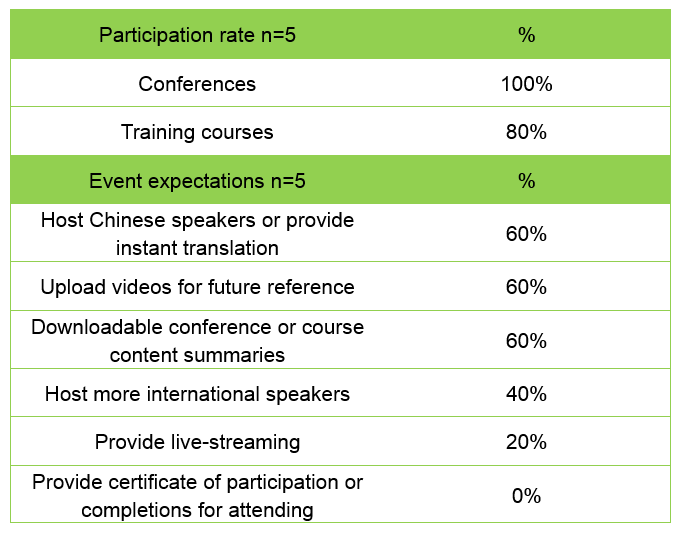 Participation rate n=5 %
Conferences 100%
Training courses 80%
Event expectations n=5 %
Host Chinese speakers or provide
instant translation
60%
Upload videos for future reference 60%
Downloadable conference or course
content summaries
60%
Host more international speakers 40%
Provide live-streaming 20%
Provide certificate of participation or
completions for attending
0%